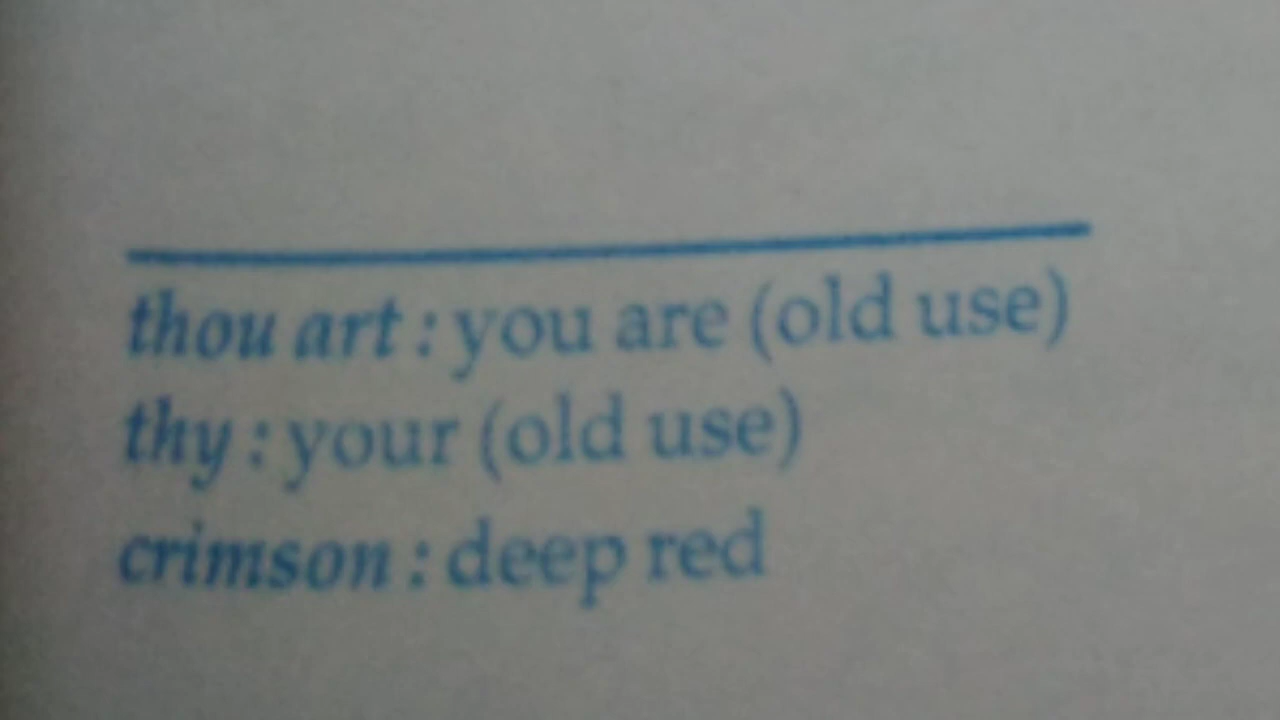 thou art : you are (old use)
thy : your (old use)
crimson : deep red